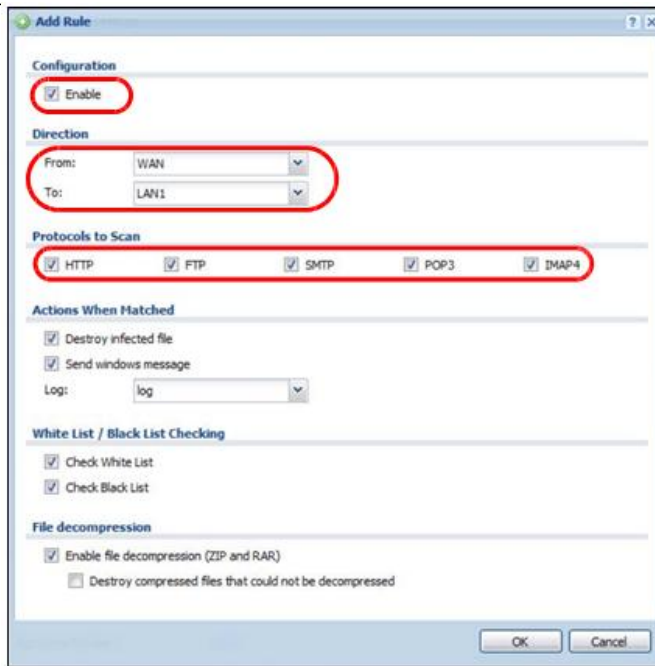 Add Rule
Configuration
Enable
Direction
From: WAN
To: LAN1
Protocols to Scan
HTTP FTP SMTP POP3 IMAP4
Actions When Matched
Destroy infected file
Send windows message
Log: log
White List / Black List Checking
Check White List
Check Black List
File decompression
Enable file decompression (ZIP and RAR)
Destroy compressed files that could not be decompressed
OK Cancel